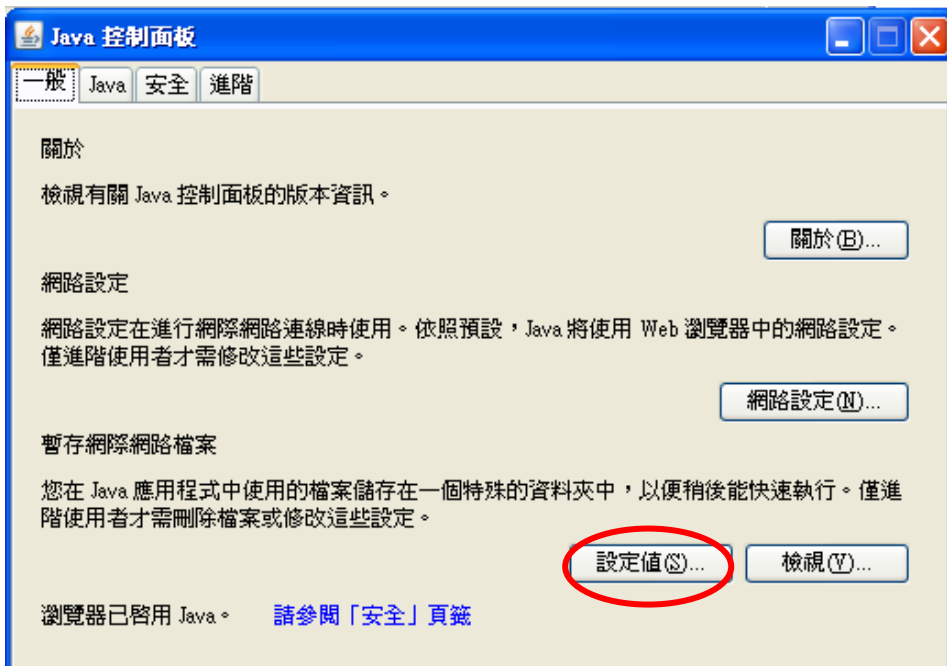 Java 控制面板
一般 Java 安全 進階
關於
檢視有關 Java 控制面板的版本資訊。
關於(B)...
網路設定
網路設定在進行網際網路連線時使用。依照預設，Java 將使用 Web 瀏覽器中的網路設定。
僅進階使用者才需修改這些設定。
網路設定(N)...
暫存網際網路檔案
您在 Java 應用程式中使用的檔案儲存在一個特殊的資料夾中，以便稍後能快速執行。僅進
階使用者才需刪除檔案或修改這些設定。
設定值(S)... 檢視(V)...
瀏覽器已啓用 Java。 請參閱「安全」頁籤